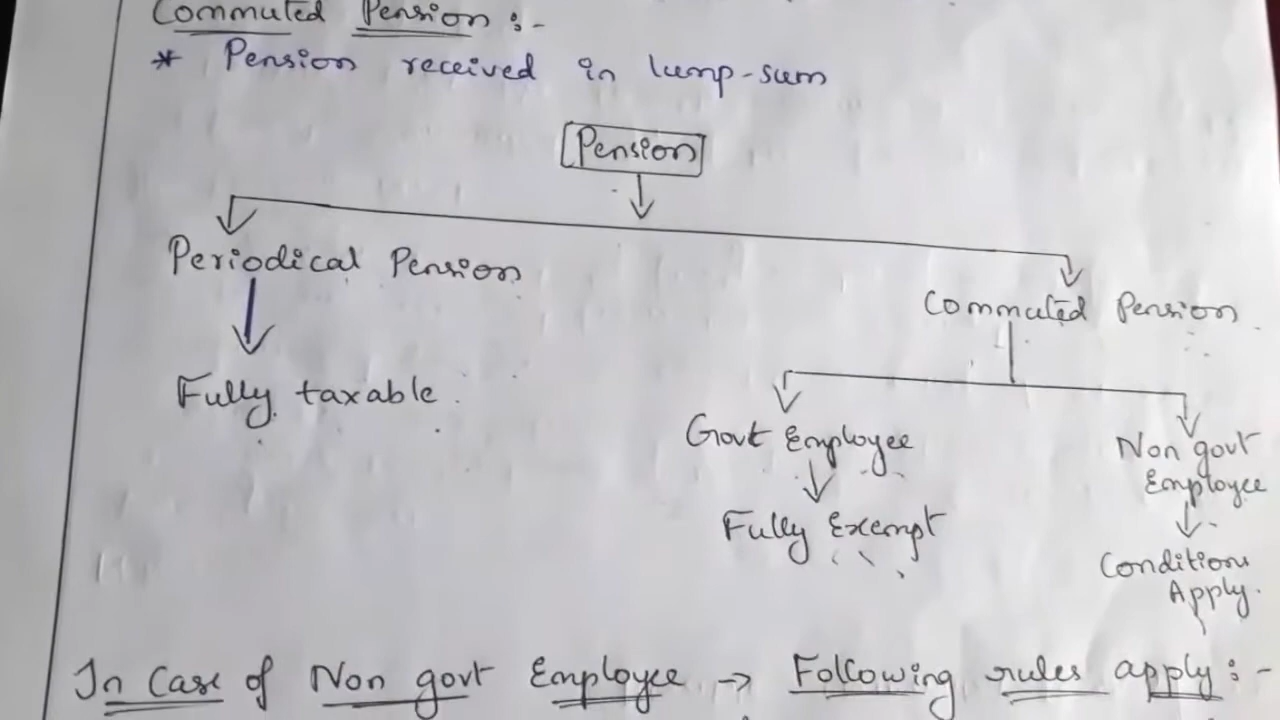 Commuted Pension :-
* Pension received in lump-sum
Pension
Periodical Pension
Commuted Pension
Fully taxable.
Govt Employee
Fully Exempt
Non govt
Employee
Conditions
Apply.
In Case of Non govt Employee → Following rules apply :-